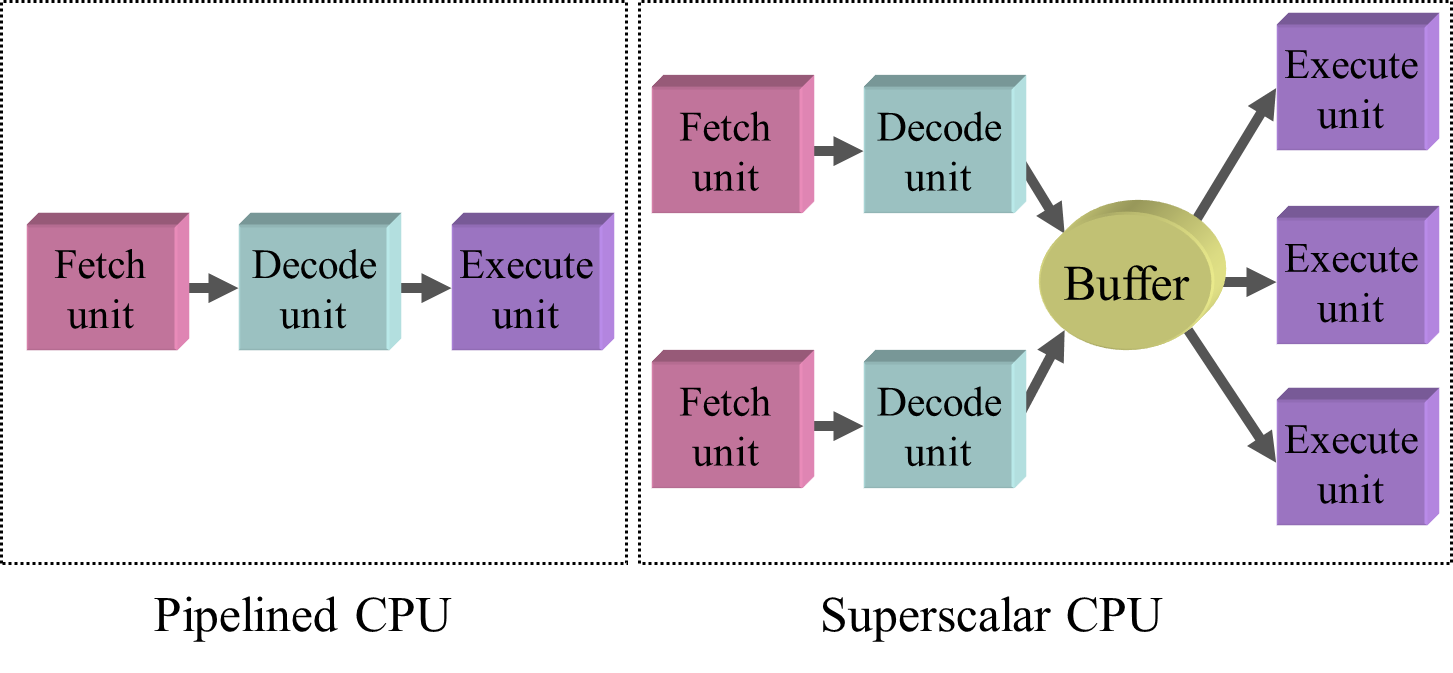 Fetch
unit
Decode
unit
Execute
unit
Pipelined CPU
Fetch
unit
Decode
unit
Fetch
unit
Decode
unit
Buffer
Execute
unit
Execute
unit
Execute
unit
Superscalar CPU